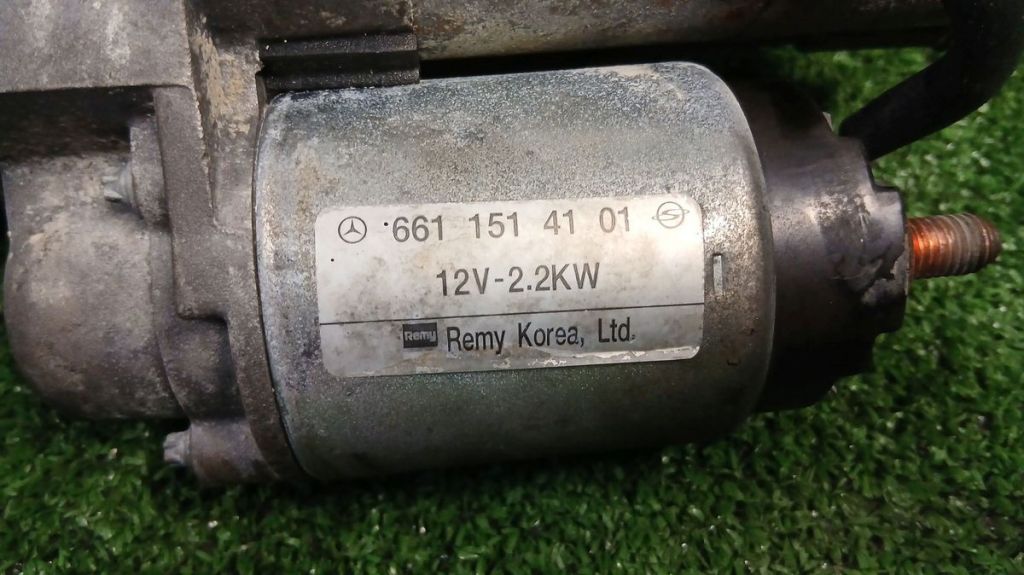 661 151 41 01
12V-2.2KW
Remy Remy Korea, Ltd.